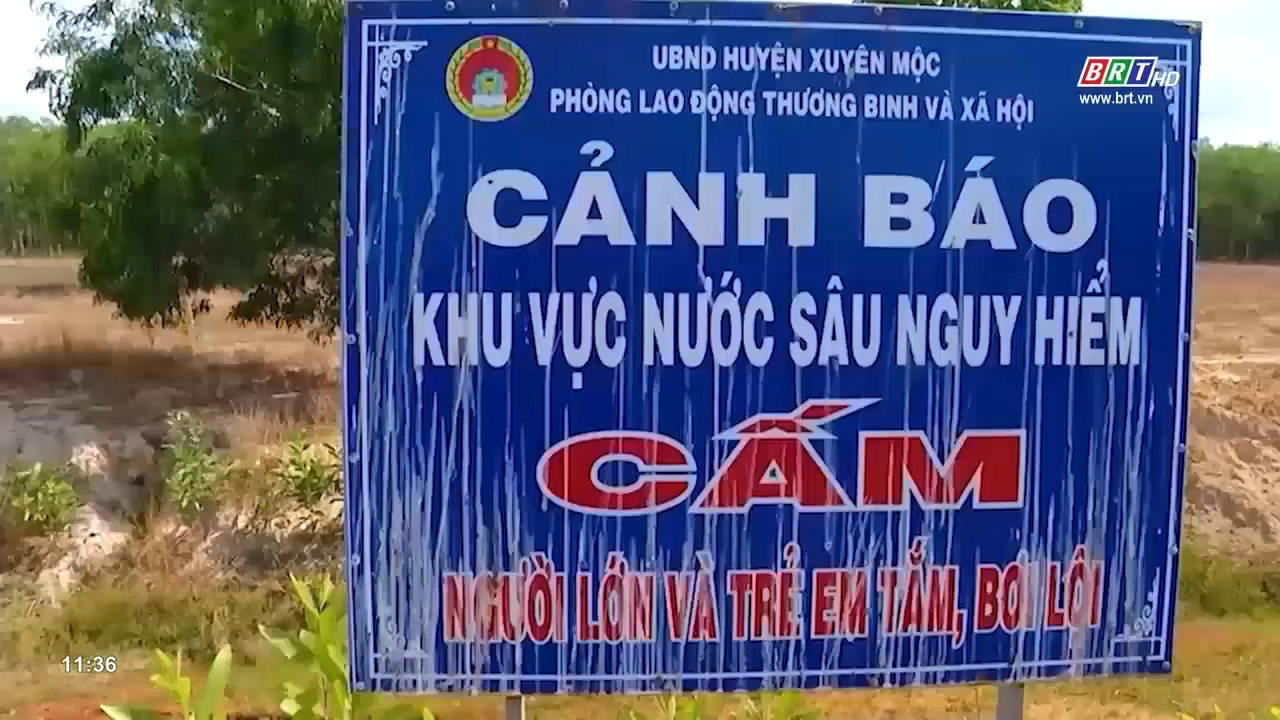 UBND HUYỆN XUYÊN MỘC
PHÒNG LAO ĐỘNG THƯƠNG BINH VÀ XÃ HỘI
BRT HD
www.brt.vn
CẢNH BÁO
KHU VỰC NƯỚC SÂU NGUY HIỂM
CẤM
NGƯỜI LỚN VÀ TRẺ EM TẮM, BƠI LỘI
11:36